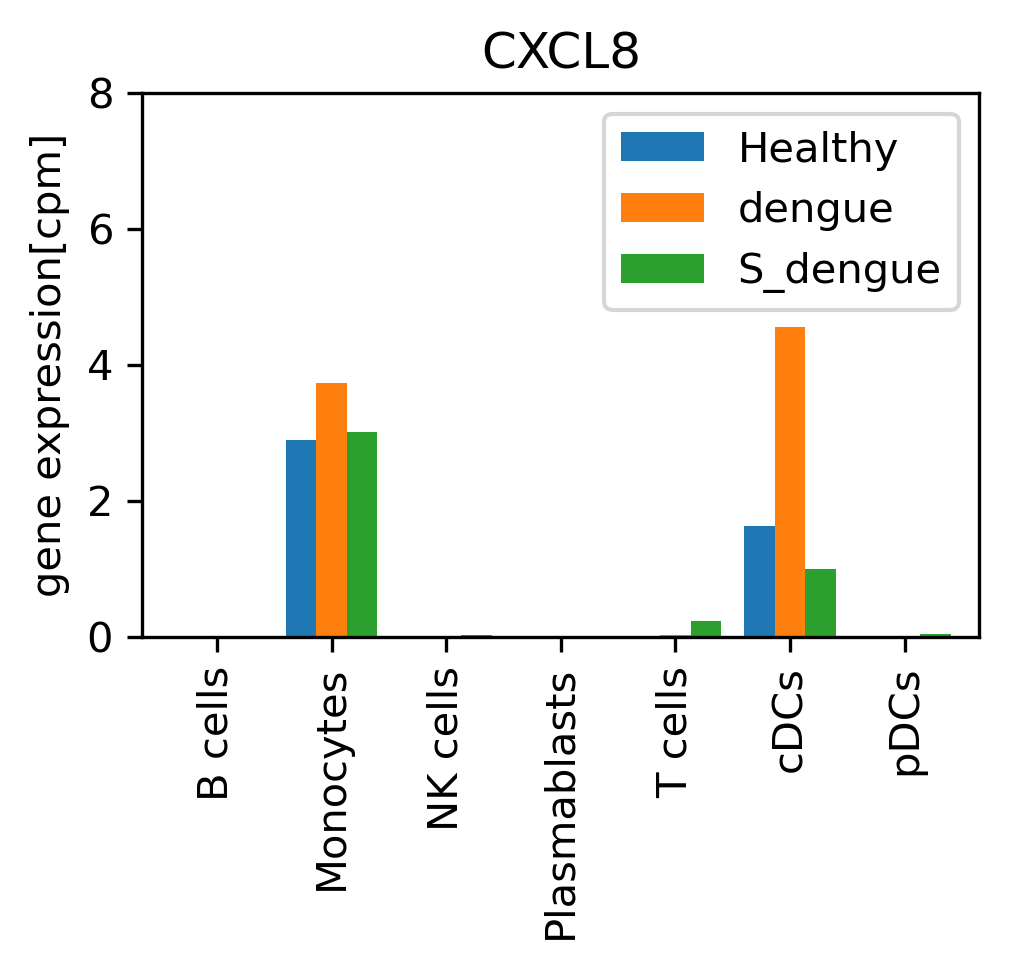 CXCL8
gene expression[cpm]
8
6
4
2
0
Healthy
dengue
S_dengue
B cells
Monocytes
NK cells
Plasmablasts
T cells
cDCs
pDCs